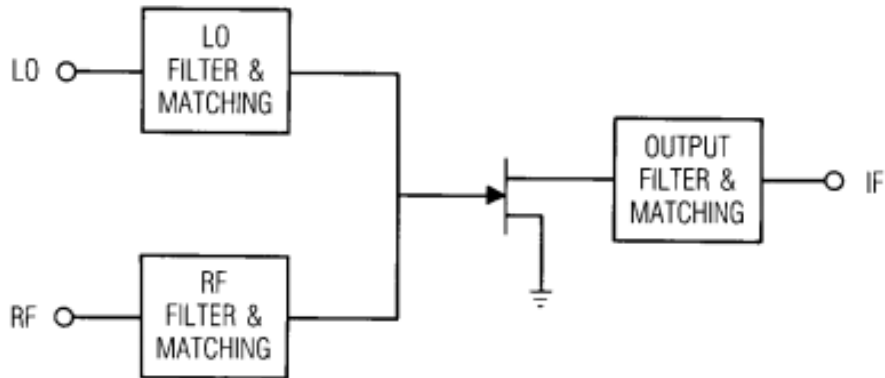 LO
LO
FILTER &
MATCHING
RF
RF
FILTER &
MATCHING
OUTPUT
FILTER &
MATCHING
IF